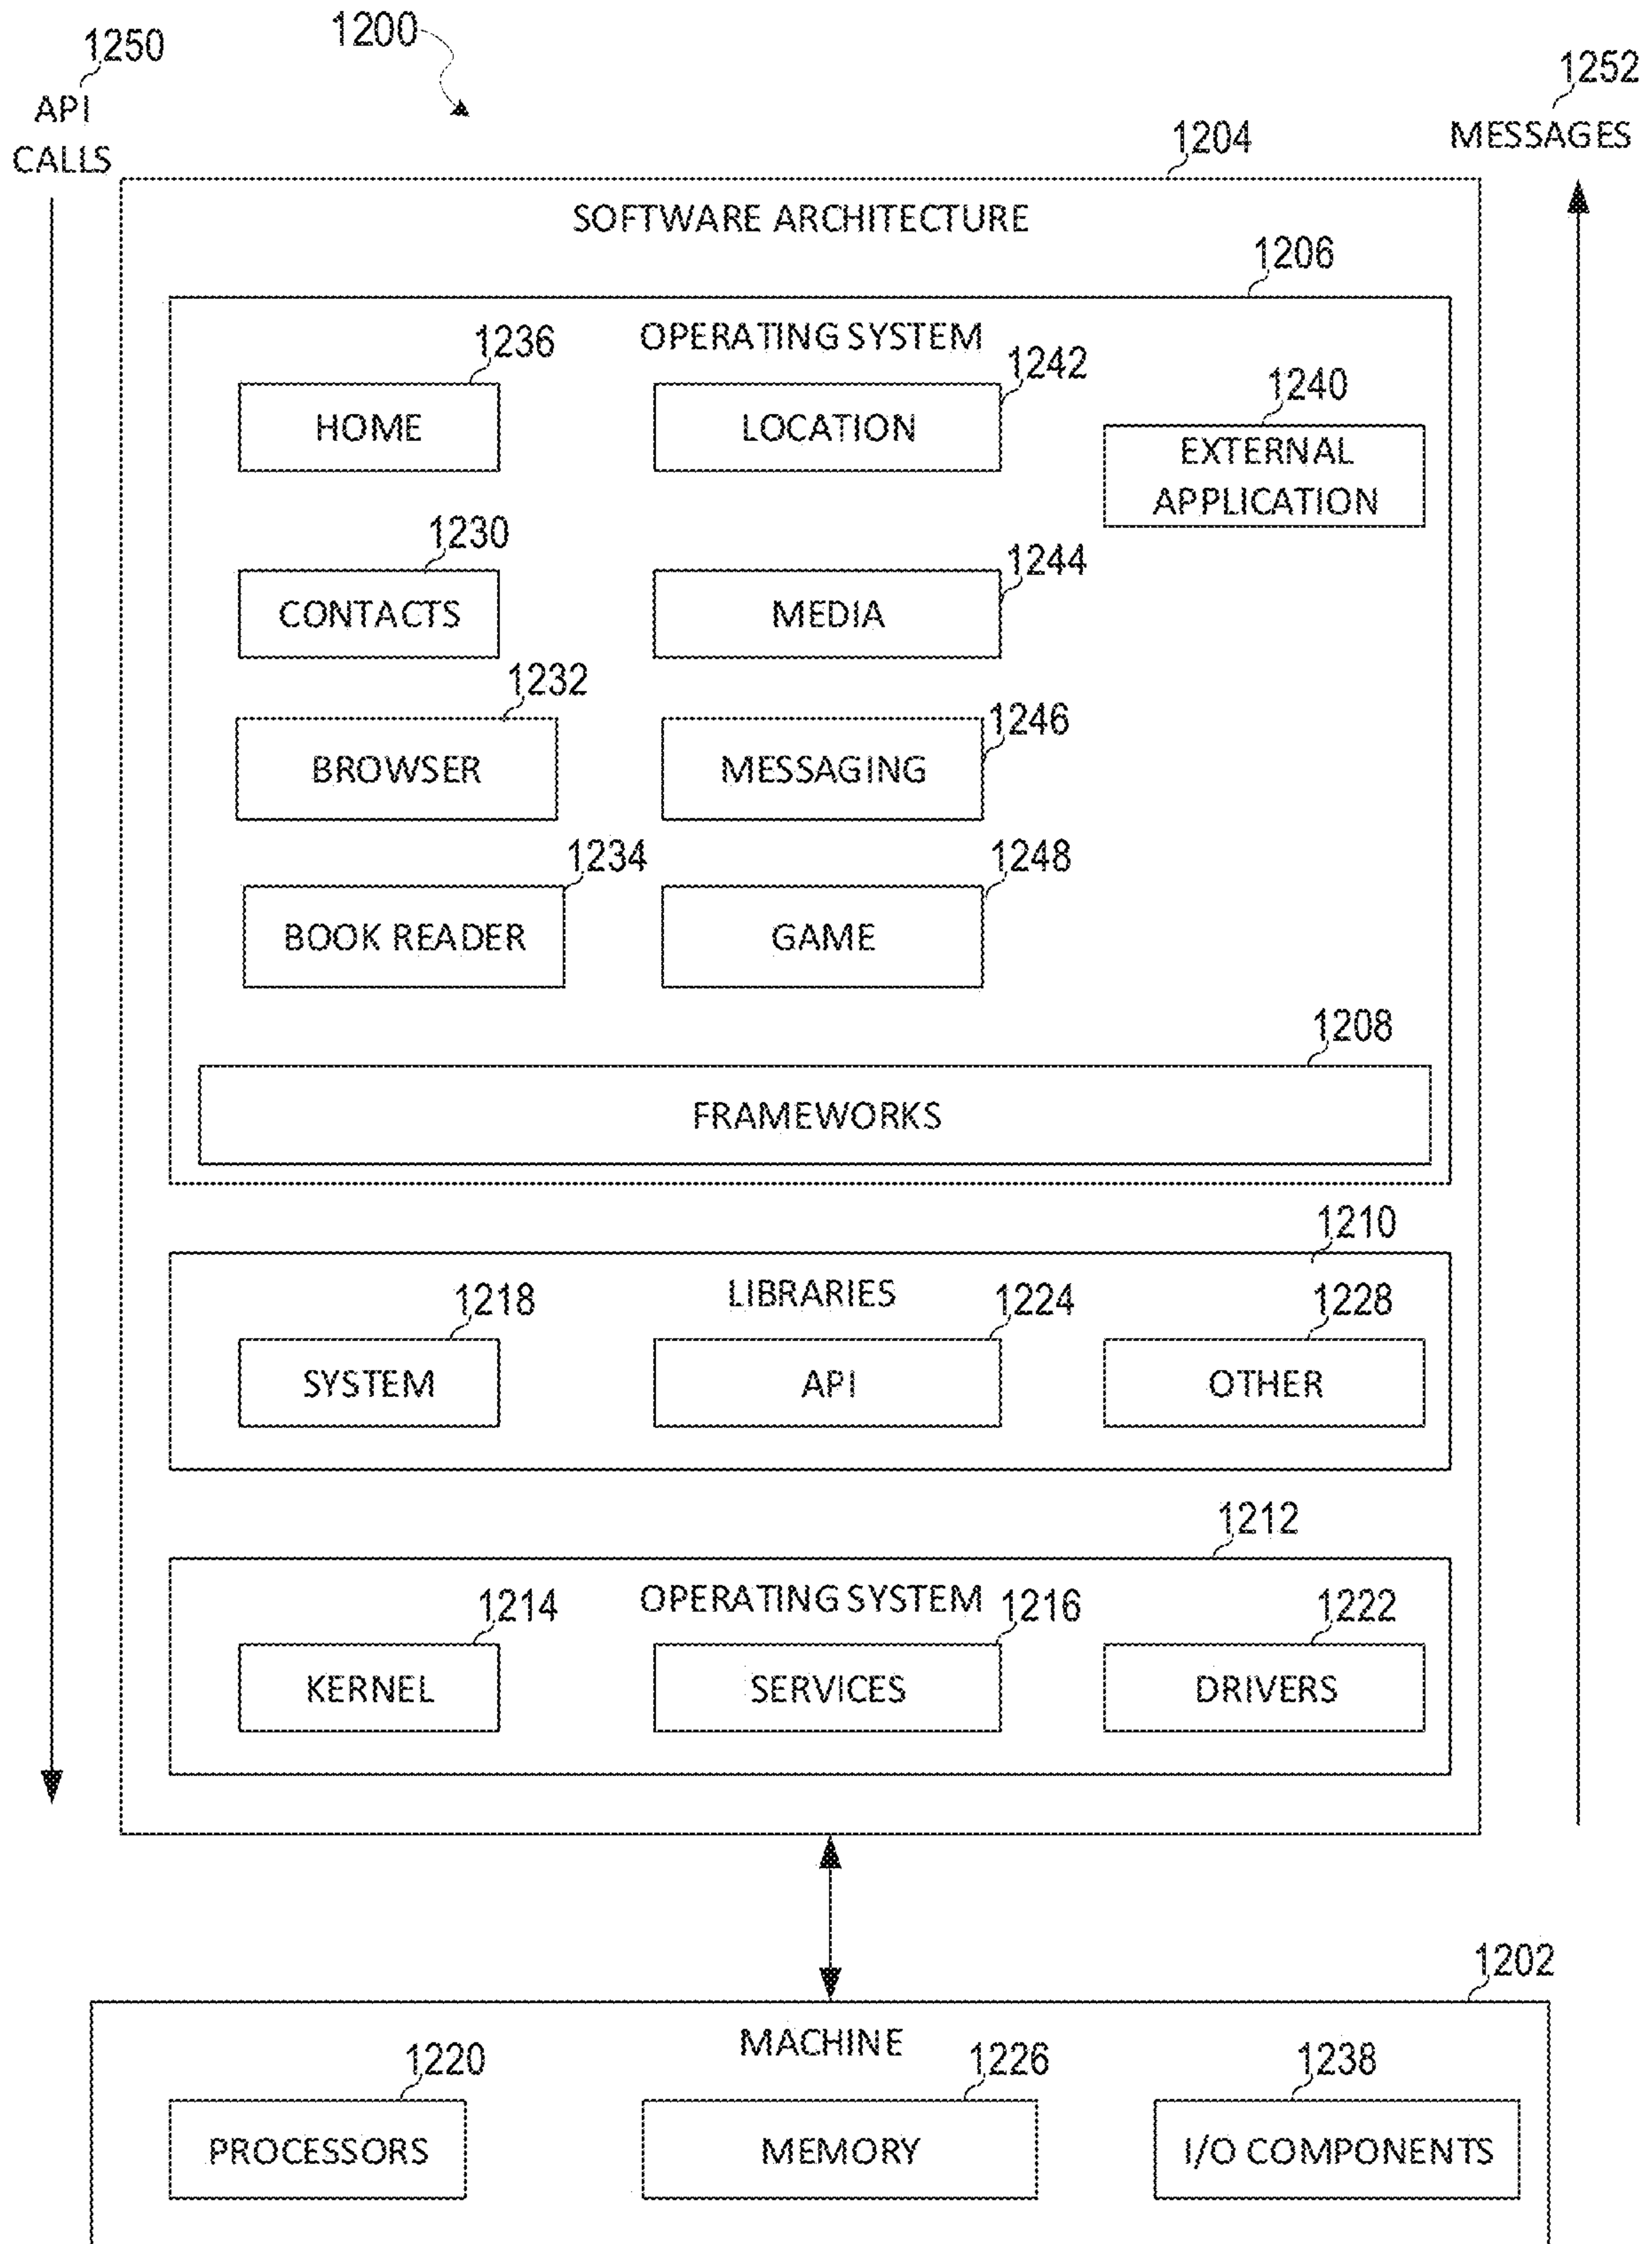 1200
1250
API
CALLS
1252
MESSAGES
1204
SOFTWARE ARCHITECTURE
1206
OPERATING SYSTEM
1236
HOME
1242
LOCATION
1240
EXTERNAL
APPLICATION
1230
CONTACTS
1244
MEDIA
1232
BROWSER
1246
MESSAGING
1234
BOOK READER
1248
GAME
1208
FRAMEWORKS
1210
LIBRARIES
1218
SYSTEM
1224
API
1228
OTHER
1212
OPERATING SYSTEM
1214
KERNEL
1216
SERVICES
1222
DRIVERS
1202
MACHINE
1220
PROCESSORS
1226
MEMORY
1238
I/O COMPONENTS